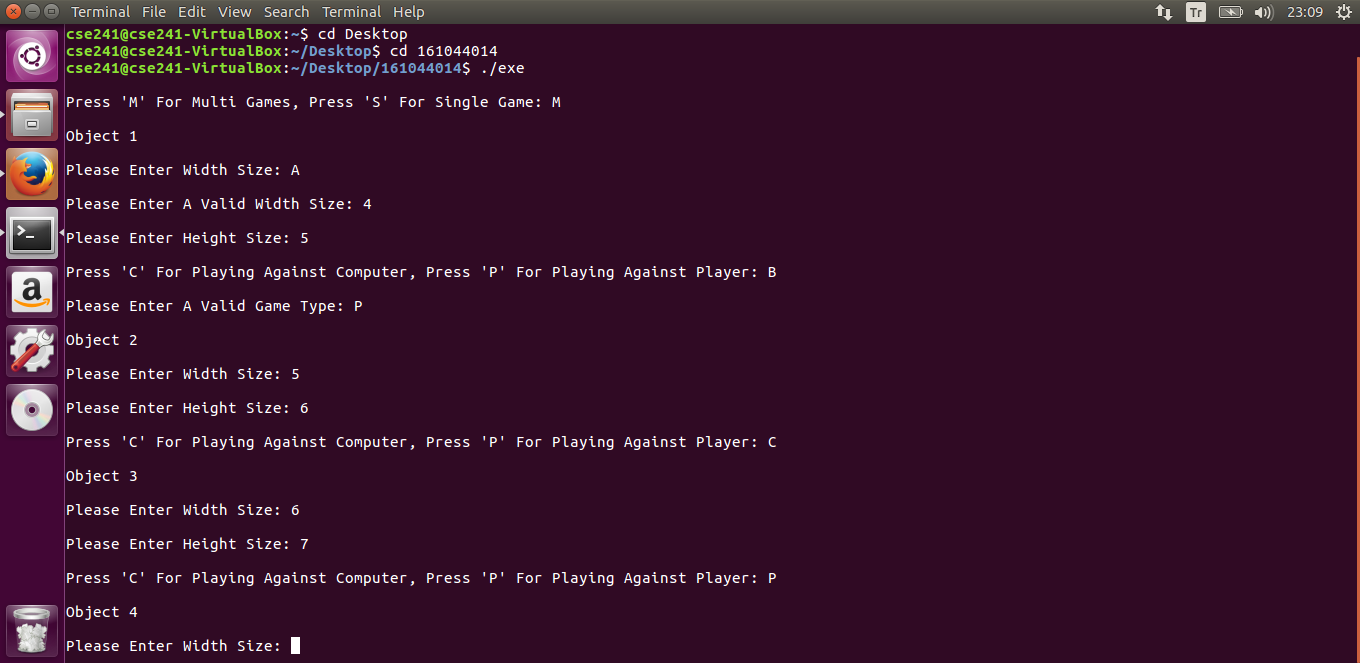 Terminal File Edit View Search Terminal Help Tr 23:09
cse241@cse241-VirtualBox:~$ cd Desktop
cse241@cse241-VirtualBox:~/Desktop$ cd 161044014
cse241@cse241-VirtualBox:~/Desktop/161044014$ ./exe
Press 'M' For Multi Games, Press 'S' For Single Game: M
Object 1
Please Enter Width Size: A
Please Enter A Valid Width Size: 4
Please Enter Height Size: 5
Press 'C' For Playing Against Computer, Press 'P' For Playing Against Player: B
Please Enter A Valid Game Type: P
Object 2
Please Enter Width Size: 5
Please Enter Height Size: 6
Press 'C' For Playing Against Computer, Press 'P' For Playing Against Player: C
Object 3
Please Enter Width Size: 6
Please Enter Height Size: 7
Press 'C' For Playing Against Computer, Press 'P' For Playing Against Player: P
Object 4
Please Enter Width Size: